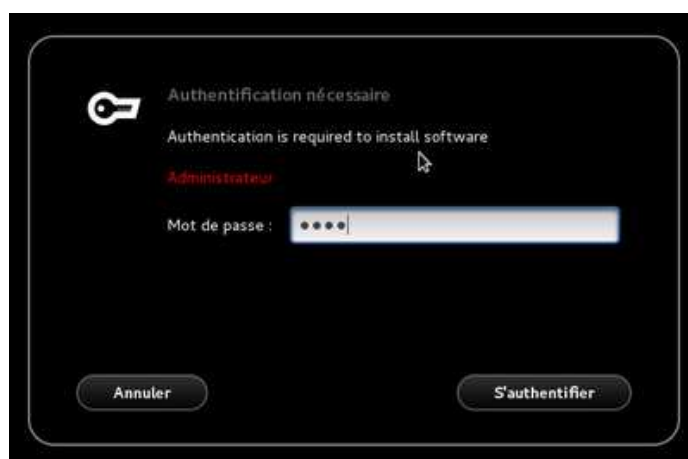 Authentification nécessaire
Authentication is required to install software
Administrateur
Mot de passe :
Annuler
S'authentifier